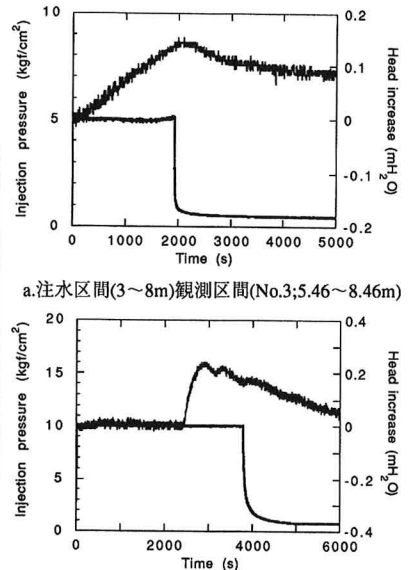 10
5
0
Injection pressure (kgf/cm²)
0.2
0.1
0
-0.1
-0.2
Head increase (mH₂O)
0 1000 2000 3000 4000 5000
Time (s)
a.注水区間(3〜8m)観測区間(No.3;5.46〜8.46m)
20
15
10
5
0
Injection pressure (kgf/cm²)
0.4
0.2
0
-0.2
-0.4
Head increase (mH₂O)
0 2000 4000 6000
Time (s)